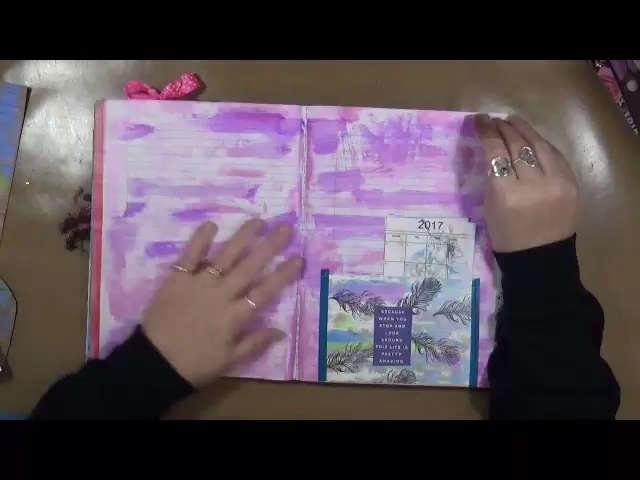 2017
BECAUSE
WHEN YOU
STOP AND
LOOK
AROUND
THIS LIFE IS
PRETTY
AMAZING